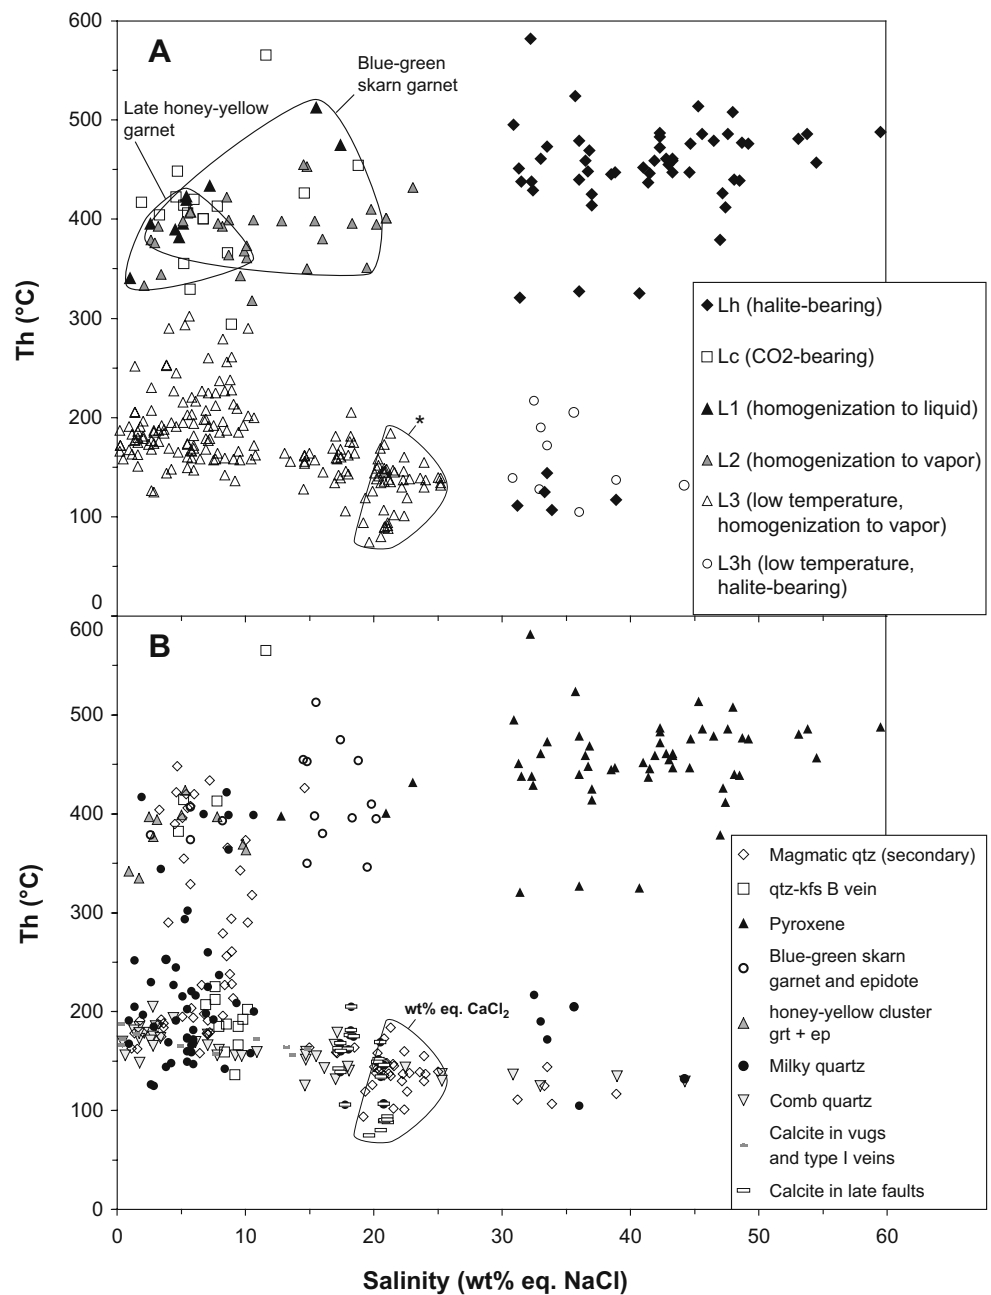 600
A
Blue-green
skarn garnet
Late honey-yellow
garnet
500
400
300
200
100
0
Th (°C)
*
Lh (halite-bearing)
Lc (CO2-bearing)
L1 (homogenization to liquid)
L2 (homogenization to vapor)
L3 (low temperature,
homogenization to vapor)
L3h (low temperature,
halite-bearing)
600
B
500
400
300
200
100
0
Th (°C)
wt% eq. CaCl₂
Magmatic qtz (secondary)
qtz-kfs B vein
Pyroxene
Blue-green skarn
garnet and epidote
honey-yellow cluster
grt + ep
Milky quartz
Comb quartz
Calcite in vugs
and type I veins
Calcite in late faults
0 10 20 30 40 50 60
Salinity (wt% eq. NaCl)